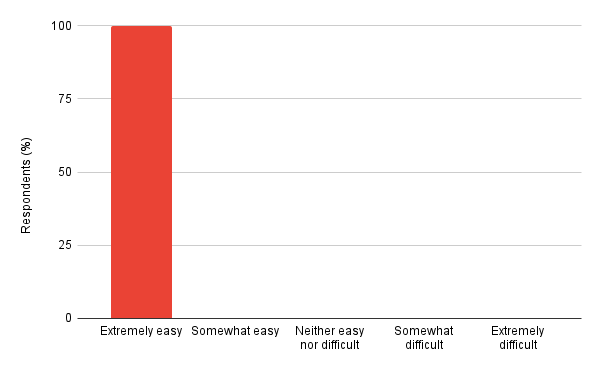 100
75
50
25
0
Respondents (%)
Extremely easy
Somewhat easy
Neither easy
nor difficult
Somewhat
difficult
Extremely
difficult